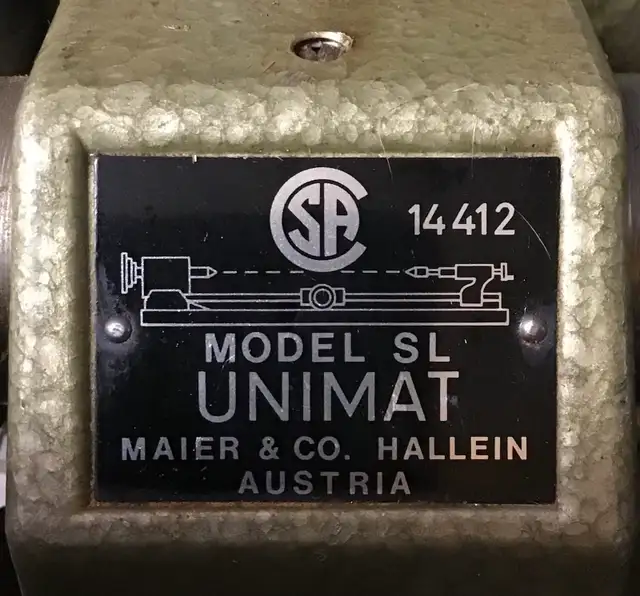 CSA 14412
MODEL SL
UNIMAT
MAIER & CO. HALLEIN
AUSTRIA